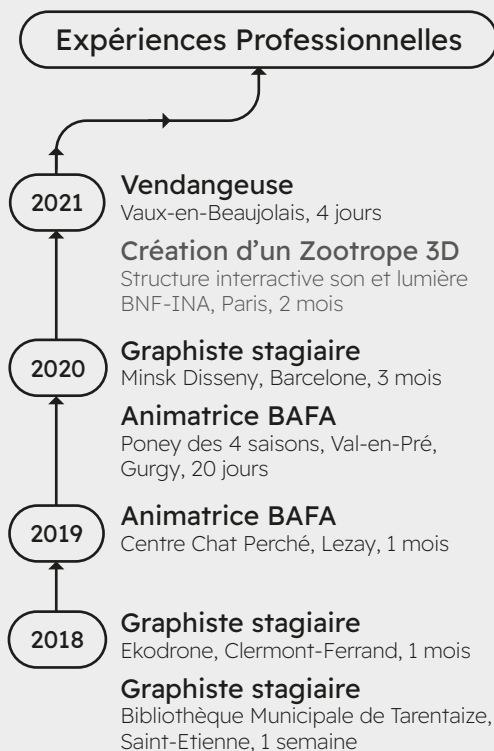 Expériences Professionnelles
2021
Vendangeuse
Vaux-en-Beaujolais, 4 jours
Création d’un Zootrope 3D
Structure interractive son et lumière
BNF-INA, Paris, 2 mois
2020
Graphiste stagiaire
Minsk Disseny, Barcelone, 3 mois
Animatrice BAFA
Poney des 4 saisons, Val-en-Pré,
Gurgy, 20 jours
2019
Animatrice BAFA
Centre Chat Perché, Lezay, 1 mois
2018
Graphiste stagiaire
Ekodrone, Clermont-Ferrand, 1 mois
Graphiste stagiaire
Bibliothèque Municipale de Tarentaize,
Saint-Etienne, 1 semaine